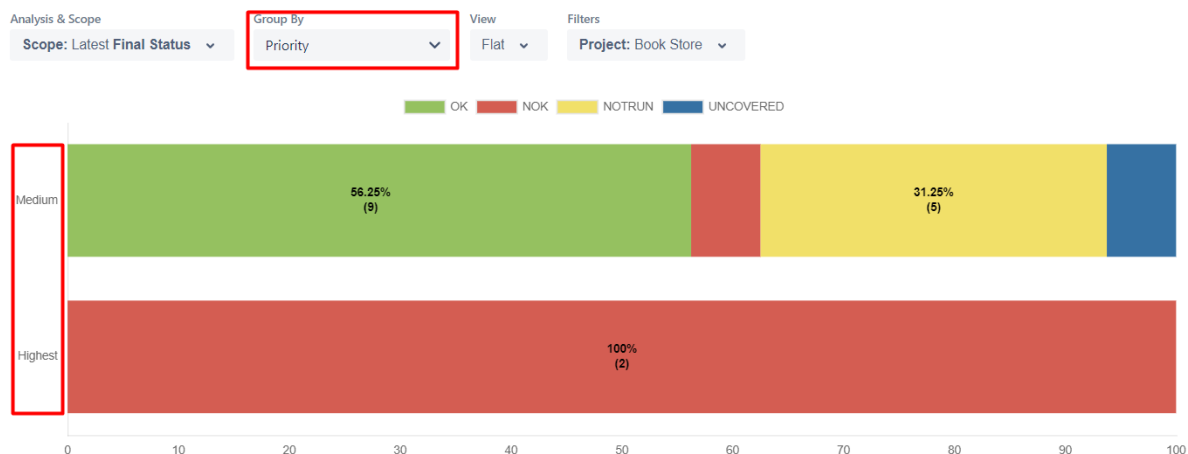 Analysis & Scope
Group By
View
Filters
Scope: Latest Final Status
Priority
Flat
Project: Book Store
OK
NOK
NOTRUN
UNCOVERED
Medium
56.25%
(9)
31.25%
(5)
Highest
100%
(2)
0 10 20 30 40 50 60 70 80 90 100